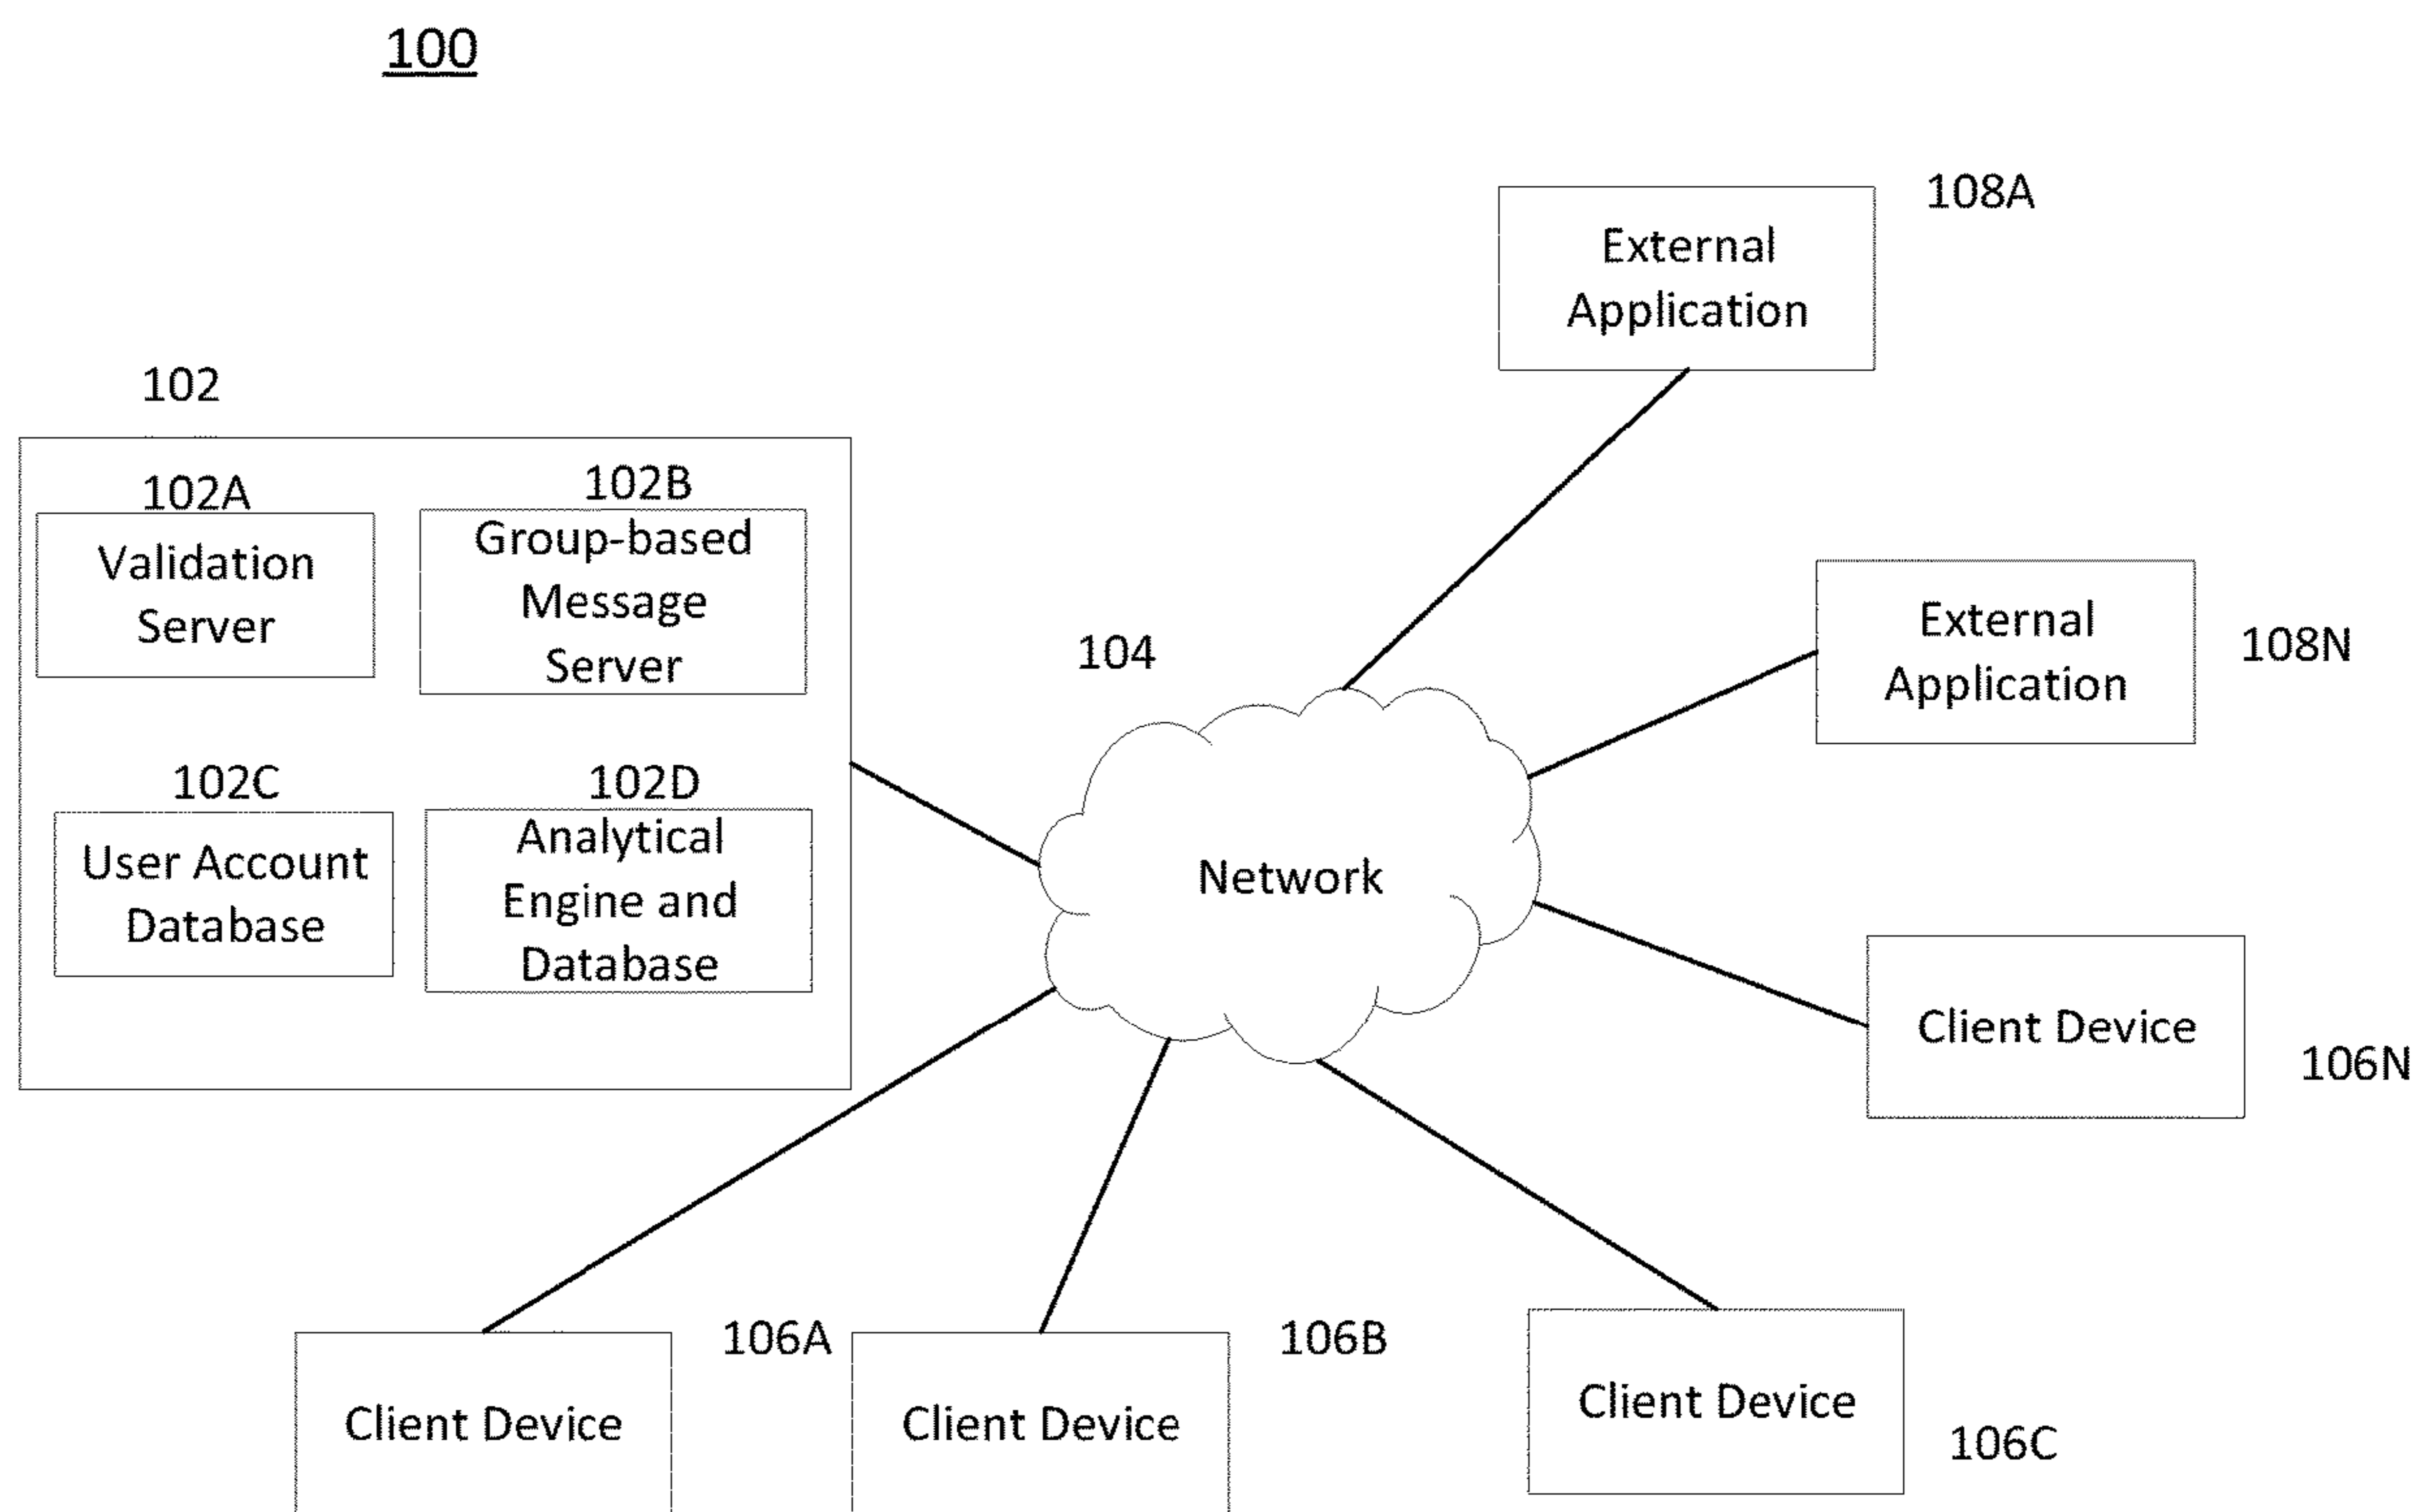 100
108A
External
Application
102
102A
Validation
Server
102B
Group-based
Message
Server
102C
User Account
Database
102D
Analytical
Engine and
Database
104
Network
External
Application
108N
Client Device
106N
106A
Client Device
106B
Client Device
Client Device
106C